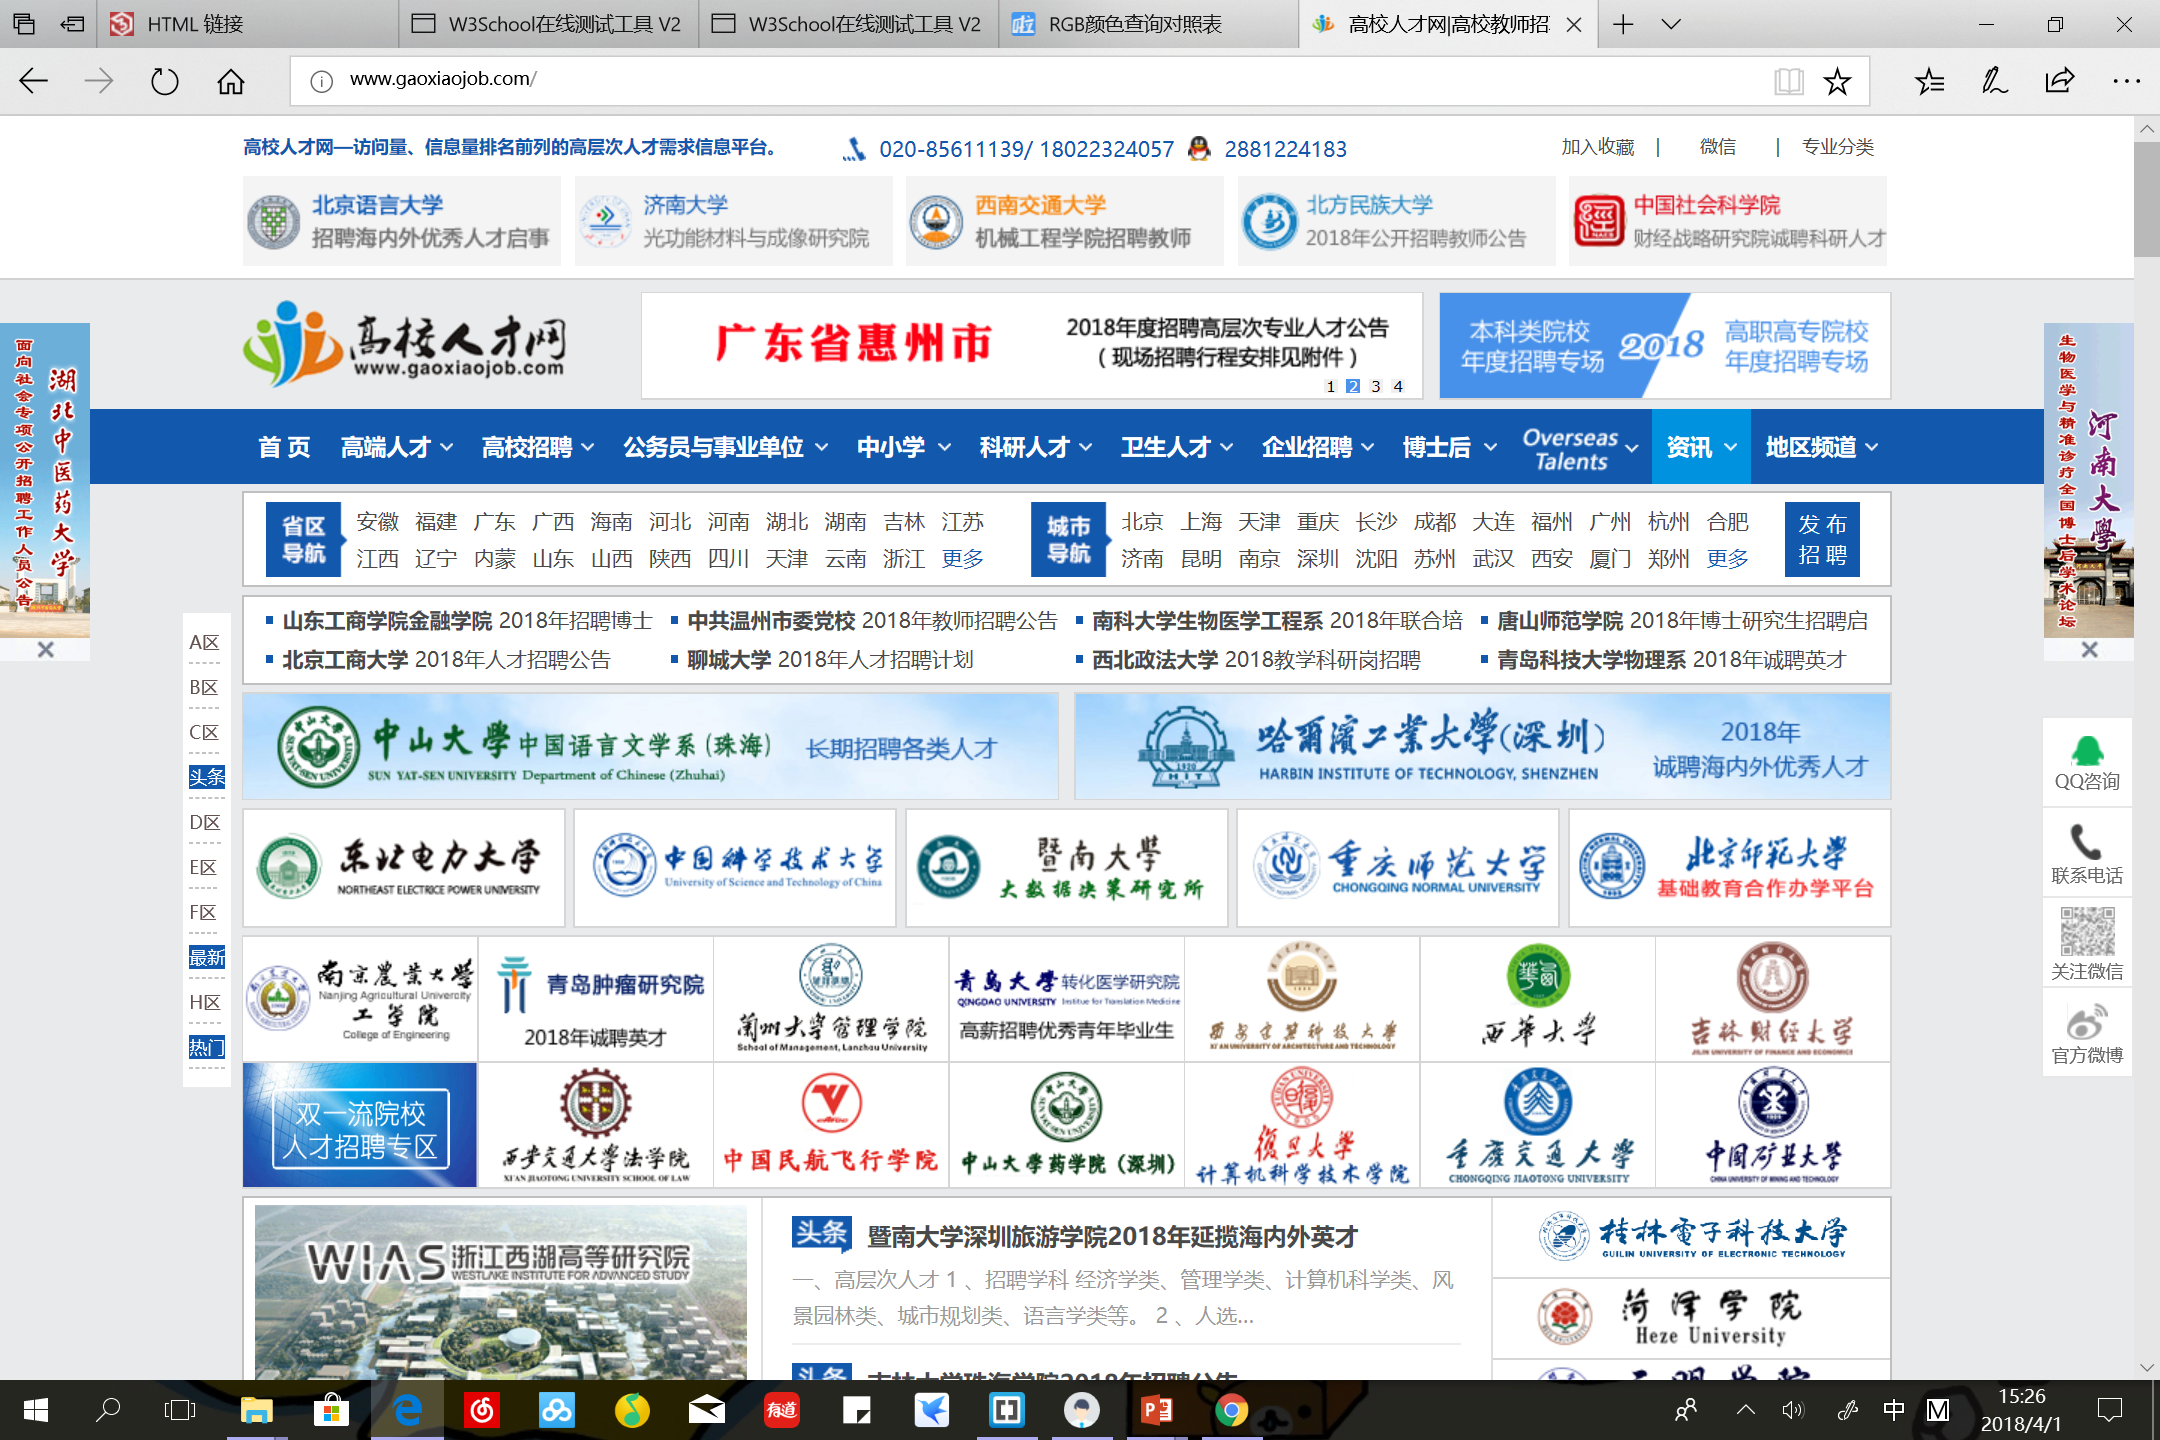 HTML 链接
W3School在线测试工具 V2
W3School在线测试工具 V2
RGB颜色查询对照表
高校人才网|高校教师招
www.gaoxiaojob.com/
高校人才网—访问量、信息量排名前列的高层次人才需求信息平台。
020-85611139/ 18022324057
2881224183
加入收藏 | 微信 | 专业分类
北京语言大学
招聘海内外优秀人才启事
济南大学
光功能材料与成像研究院
西南交通大学
机械工程学院招聘教师
北方民族大学
2018年公开招聘教师公告
中国社会科学院
财经战略研究院诚聘科研人才
高校人才网
www.gaoxiaojob.com
广东省惠州市
2018年度招聘高层次专业人才公告
（现场招聘行程安排见附件）
1 2 3 4
本科类院校
年度招聘专场
2018
高职高专院校
年度招聘专场
湖北中医药大学
面向社会专项公开招聘工作人员公告
河南大學
生物医学与精准诊疗全国博士后学术论坛
首 页 高端人才 高校招聘 公务员与事业单位 中小学 科研人才 卫生人才 企业招聘 博士后 Overseas Talents 资讯 地区频道
省区
导航
安徽 福建 广东 广西 海南 河北 河南 湖北 湖南 吉林 江苏
江西 辽宁 内蒙 山东 山西 陕西 四川 天津 云南 浙江 更多
城市
导航
北京 上海 天津 重庆 长沙 成都 大连 福州 广州 杭州 合肥
济南 昆明 南京 深圳 沈阳 苏州 武汉 西安 厦门 郑州 更多
发 布
招 聘
山东工商学院金融学院 2018年招聘博士
中共温州市委党校 2018年教师招聘公告
南科大学生物医学工程系 2018年联合培
唐山师范学院 2018年博士研究生招聘启
北京工商大学 2018年人才招聘公告
聊城大学 2018年人才招聘计划
西北政法大学 2018教学科研岗招聘
青岛科技大学物理系 2018年诚聘英才
A区
B区
C区
头条
D区
E区
F区
最新
H区
热门
中山大學中国语言文学系(珠海)
SUN YAT-SEN UNIVERSITY Department of Chinese (Zhuhai)
长期招聘各类人才
哈爾濱工業大學(深圳)
HARBIN INSTITUTE OF TECHNOLOGY, SHENZHEN
2018年
诚聘海内外优秀人才
QQ咨询
联系电话
关注微信
官方微博
东北电力大学
NORTHEAST ELECTRICE POWER UNIVERSITY
中国科学技术大学
University of Science and Technology of China
暨南大學
大数据决策研究所
重庆师范大学
CHONGQING NORMAL UNIVERSITY
北京师范大学
基础教育合作办学平台
南京農業大學
Nanjing Agricultural Univercity
工学院
College of Engineering
青岛肿瘤研究院
2018年诚聘英才
蘭州大学管理学院
School of Management, Lanzhou University
青岛大学 转化医学研究院
QINGDAO UNIVERSITY Institue for Translation Medicine
高薪招聘优秀青年毕业生
西安建筑科技大学
XI'AN UNIVERSITY OF ARCHITECTURE AND TECHNOLOGY
西华大学
吉林财经大学
JILIN UNIVERSITY OF FINANCE AND ECONOMICS
双一流院校
人才招聘专区
西安交通大学法学院
XI'AN JIAOTONG UNIVERSITY SCHOOL OF LAW
中国民航飞行学院
中山大學药学院（深圳）
復旦大學
计算机科学技术学院
重庆交通大学
CHONGQING JIAOTONG UNIVERSITY
中国矿业大学
CHINA UNIVERSITY OF MINING AND TECHNOLOGY
WIAS 浙江西湖高等研究院
WESTLAKE INSTITUTE FOR ADVANCED STUDY
头条 暨南大学深圳旅游学院2018年延揽海内外英才
一、高层次人才 1 、招聘学科 经济学类、管理学类、计算机科学类、风
景园林类、城市规划类、语言学类等。 2 、人选...
头条 吉林大学珠海学院2018年招聘公告
桂林電子科技大学
GUILIN UNIVERSITY OF ELECTRONIC TECHNOLOGY
菏泽学院
Heze University
有道
中
M
15:26
2018/4/1